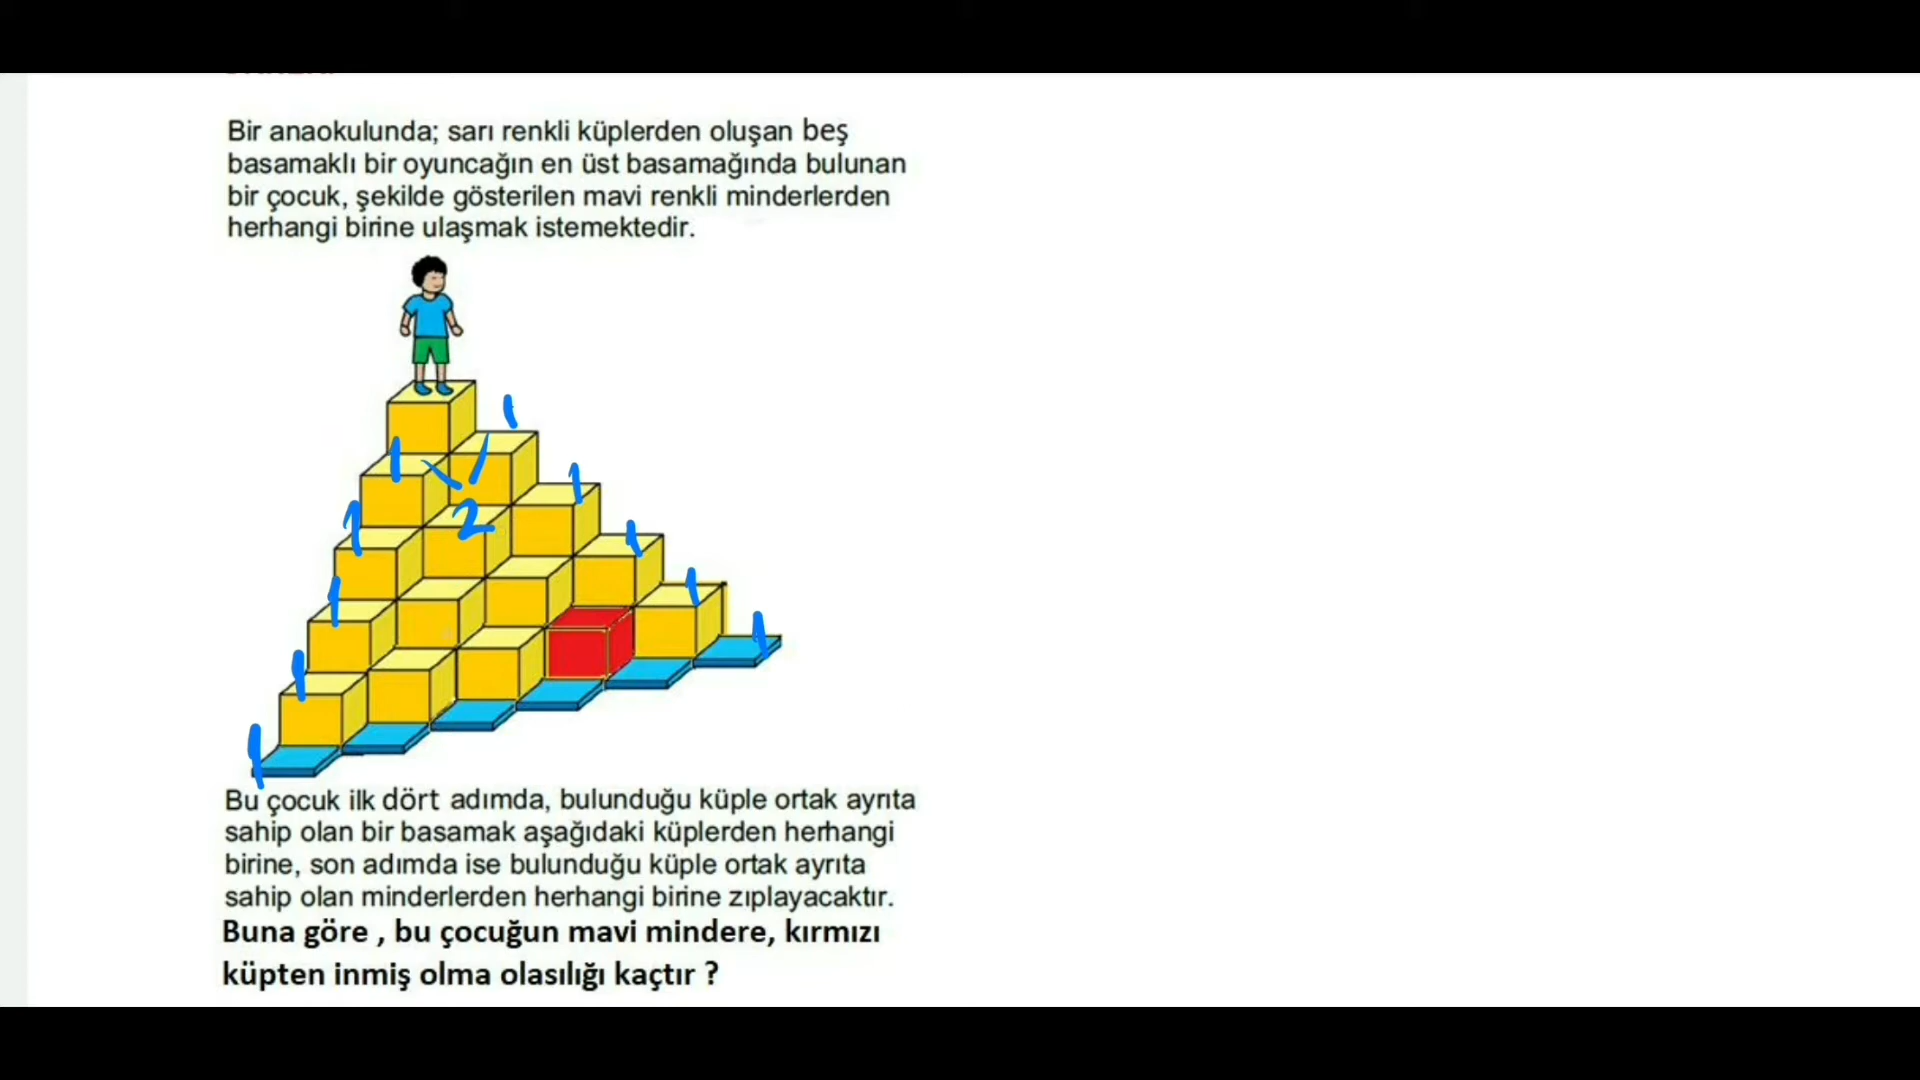 Bir anaokulunda; sarı renkli küplerden oluşan beş
basamaklı bir oyuncağın en üst basamağında bulunan
bir çocuk, şekilde gösterilen mavi renkli minderlerden
herhangi birine ulaşmak istemektedir.
1
1
1
1
2
1
1
1
1
1
1
Bu çocuk ilk dört adımda, bulunduğu küple ortak ayrıta
sahip olan bir basamak aşağıdaki küplerden herhangi
birine, son adımda ise bulunduğu küple ortak ayrıta
sahip olan minderlerden herhangi birine zıplayacaktır.
Buna göre , bu çocuğun mavi mindere, kırmızı
küpten inmiş olma olasılığı kaçtır ?